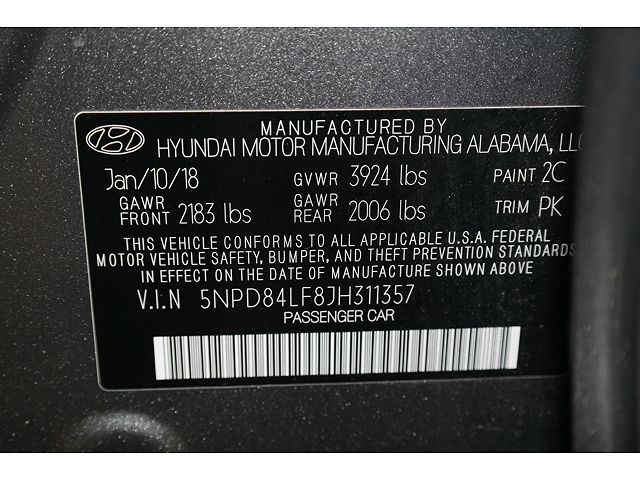 MANUFACTURED BY
HYUNDAI MOTOR MANUFACTURING ALABAMA, LLC
Jan/10/18 GVWR 3924 lbs PAINT 2C
GAWR FRONT 2183 lbs GAWR REAR 2006 lbs TRIM PK
THIS VEHICLE CONFORMS TO ALL APPLICABLE U.S.A. FEDERAL
MOTOR VEHICLE SAFETY, BUMPER, AND THEFT PREVENTION STANDARDS
IN EFFECT ON THE DATE OF MANUFACTURE SHOWN ABOVE
V.I.N 5NPD84LF8JH311357
PASSENGER CAR